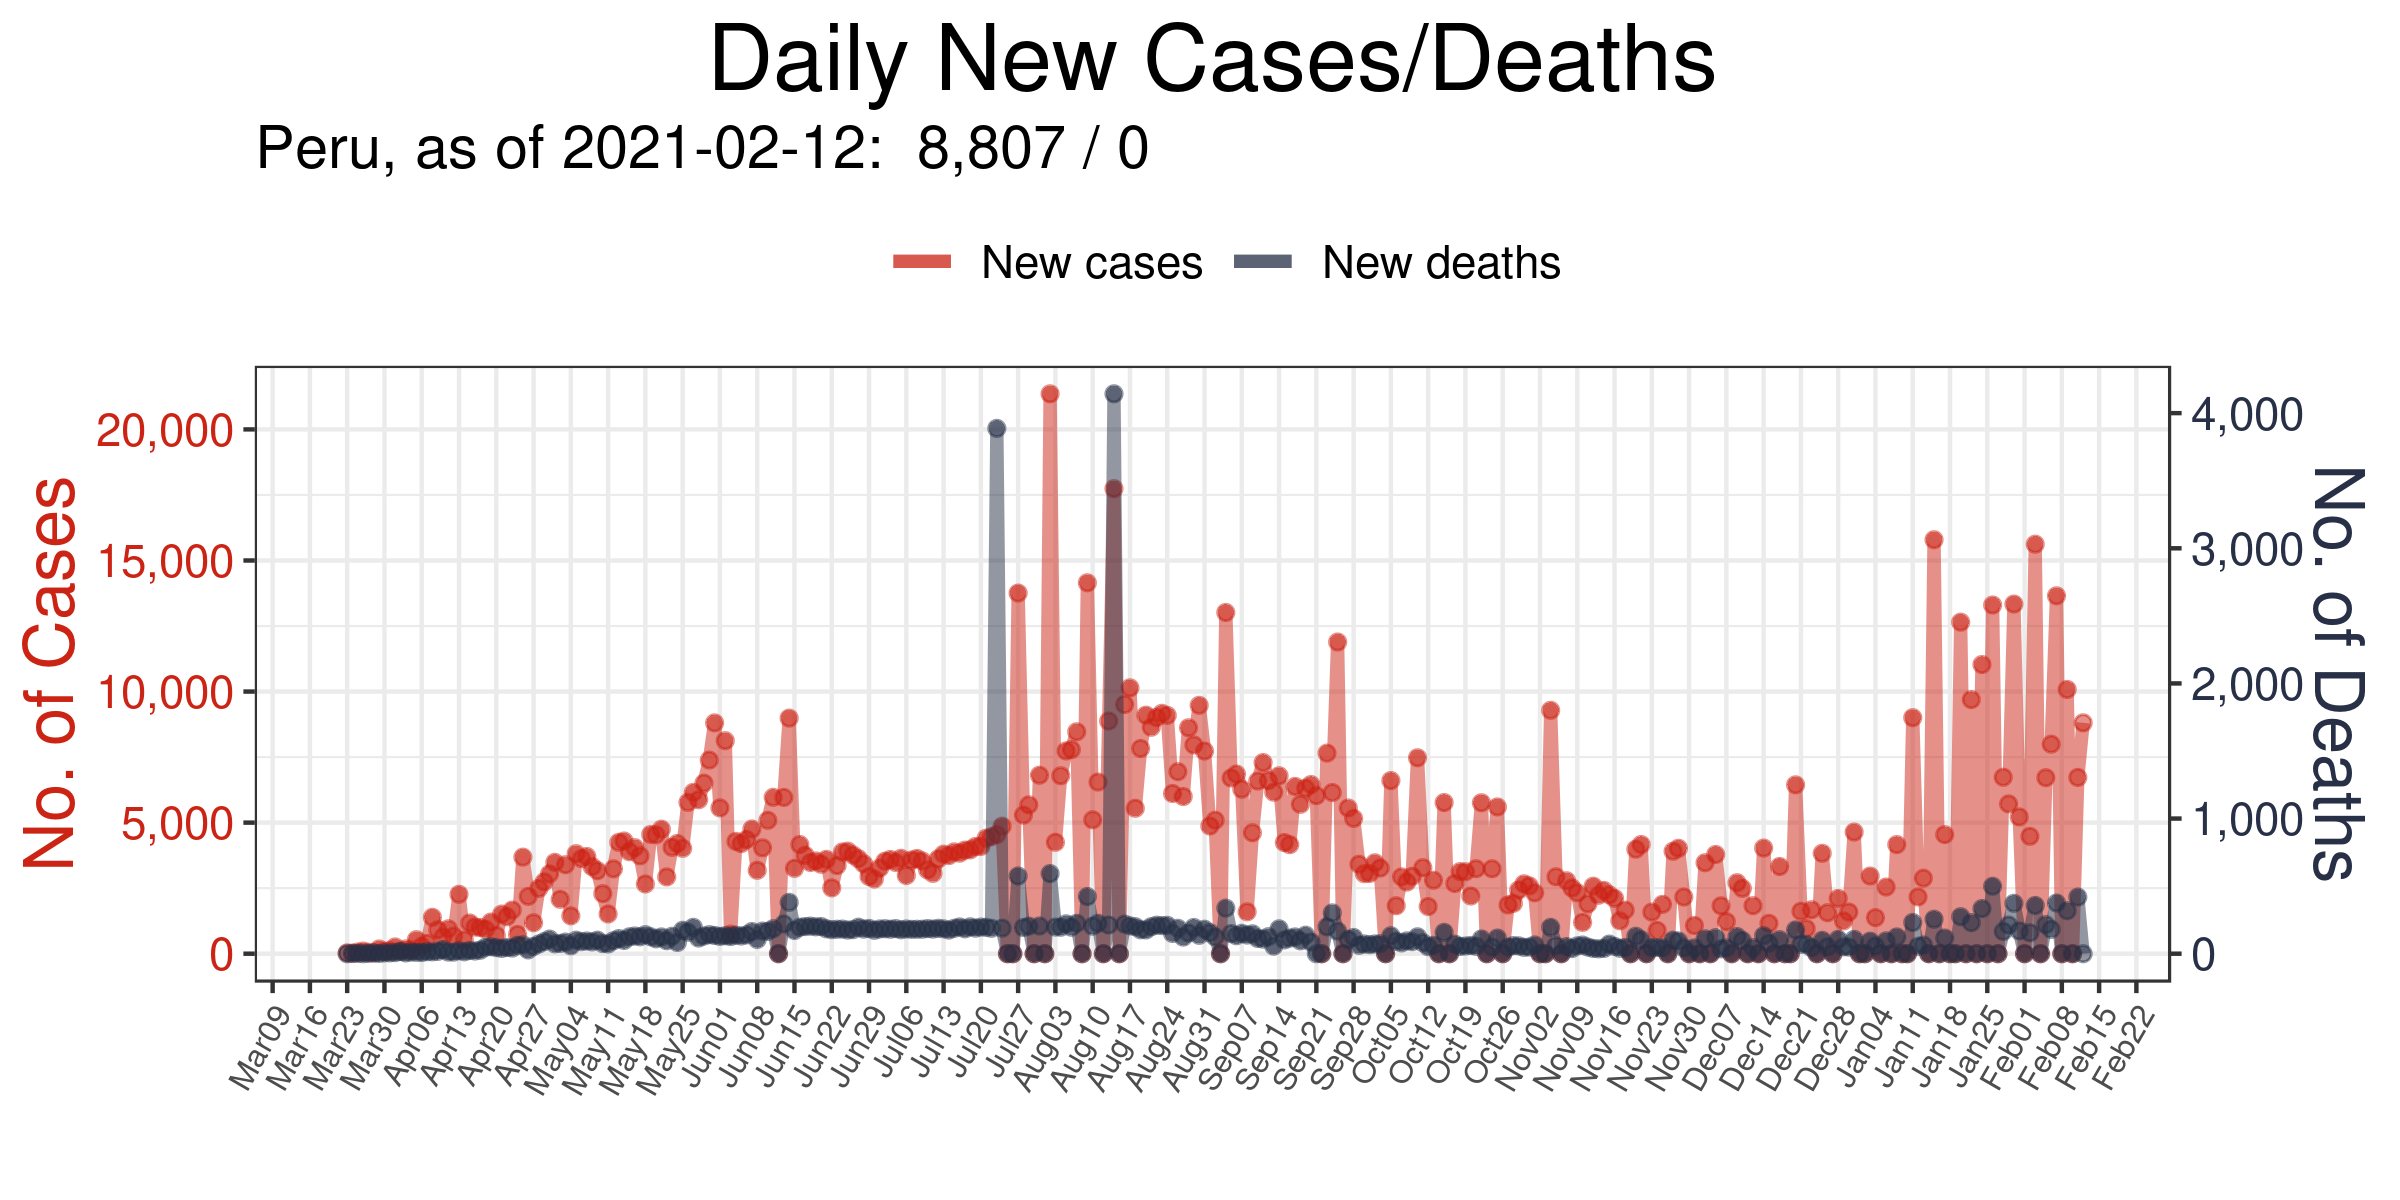 Daily New Cases/Deaths
Peru, as of 2021-02-12:  8,807 / 0
New cases New deaths
No. of Cases
20,000
15,000
10,000
5,000
0
4,000
3,000
2,000
1,000
0
No. of Deaths
Mar09 Mar16 Mar23 Mar30 Apr06 Apr13 Apr20 Apr27 May04 May11 May18 May25 Jun01 Jun08 Jun15 Jun22 Jun29 Jul06 Jul13 Jul20 Jul27 Aug03 Aug10 Aug17 Aug24 Aug31 Sep07 Sep14 Sep21 Sep28 Oct05 Oct12 Oct19 Oct26 Nov02 Nov09 Nov16 Nov23 Nov30 Dec07 Dec14 Dec21 Dec28 Jan04 Jan11 Jan18 Jan25 Feb01 Feb08 Feb15 Feb22